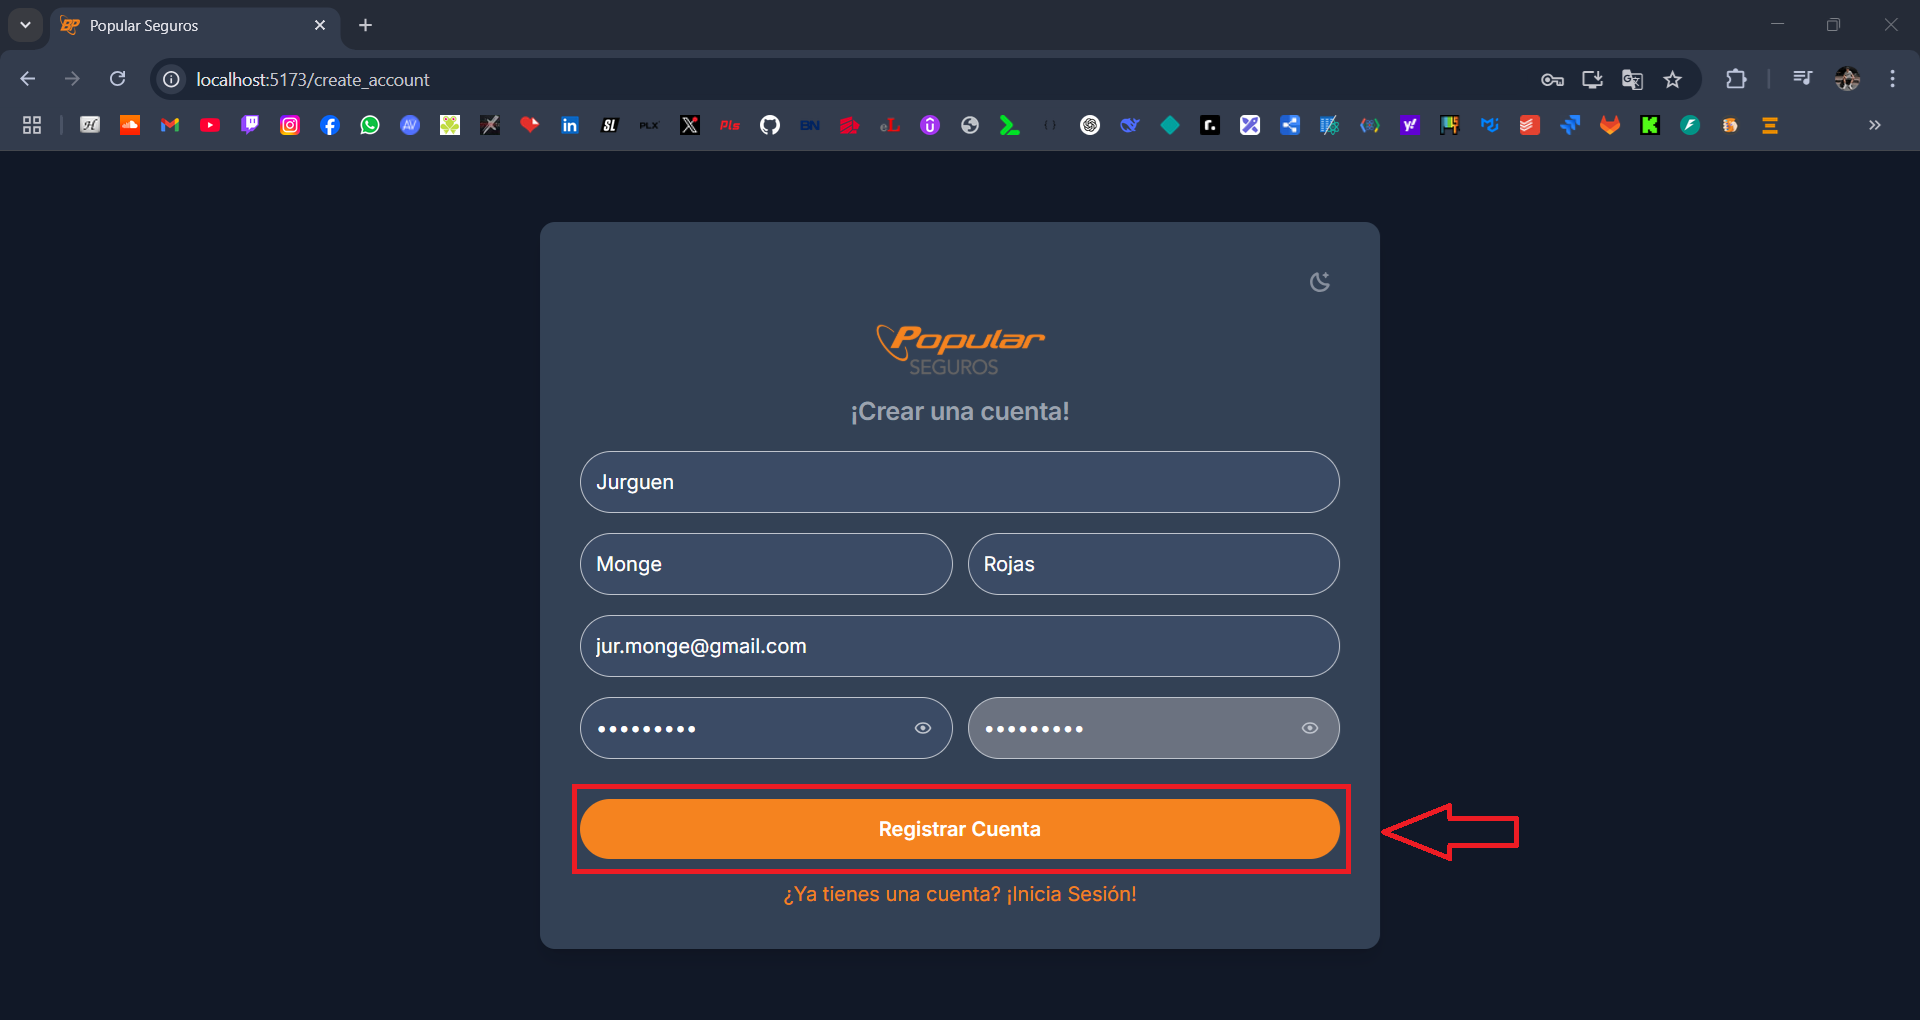 Popular Seguros
localhost:5173/create_account
Popular
SEGUROS
¡Crear una cuenta!
Jurguen
Monge
Rojas
jur.monge@gmail.com
•••••••••
•••••••••
Registrar Cuenta
¿Ya tienes una cuenta? ¡Inicia Sesión!